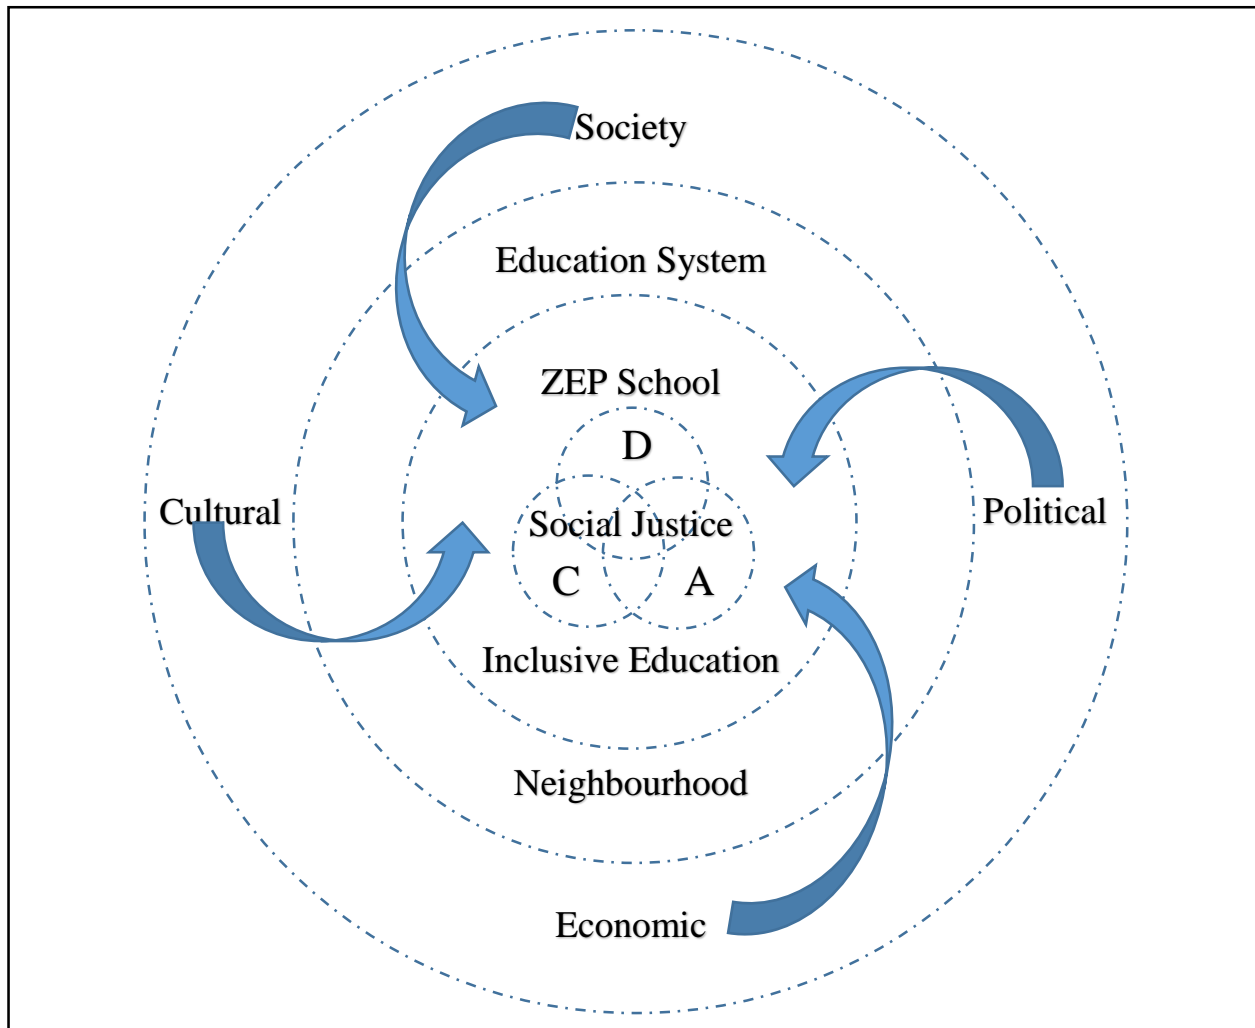 Society
Education System
ZEP School
D
Cultural
Social Justice
Political
C
A
Inclusive Education
Neighbourhood
Economic